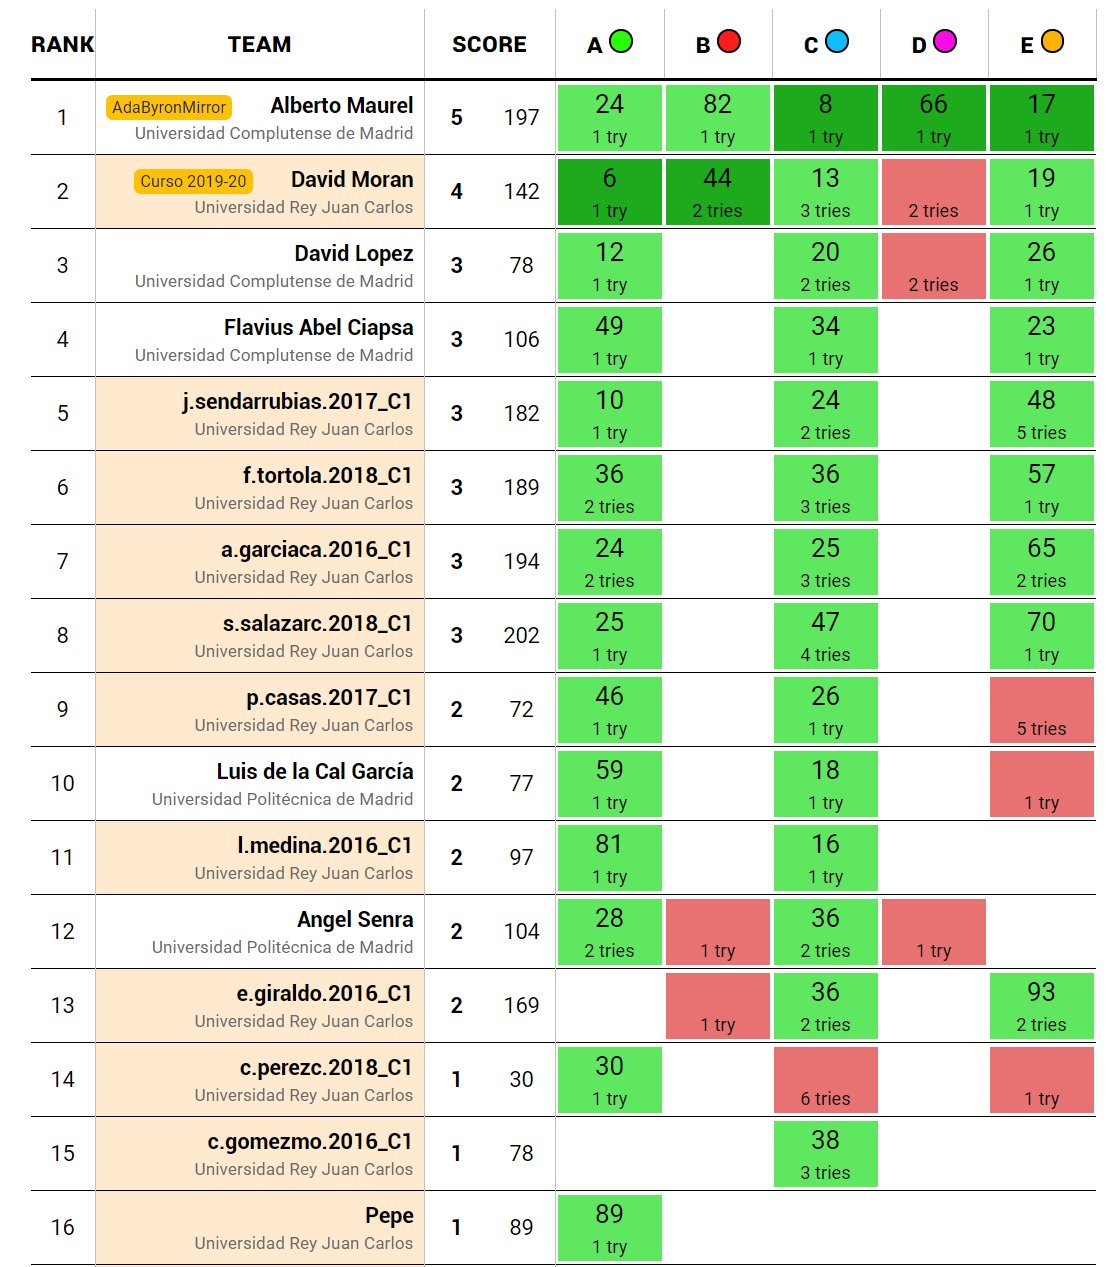 RANK TEAM SCORE A B C D E
1 AdaByronMirror Alberto Maurel 5 197 24 82 8 66 17
Universidad Complutense de Madrid 1 try 1 try 1 try 1 try 1 try
2 Curso 2019-20 David Moran 4 142 6 44 13 19
Universidad Rey Juan Carlos 1 try 2 tries 3 tries 2 tries 1 try
3 David Lopez 3 78 12 20 26
Universidad Complutense de Madrid 1 try 2 tries 2 tries 1 try
4 Flavius Abel Ciapsa 3 106 49 34 23
Universidad Complutense de Madrid 1 try 1 try 1 try
5 j.sendarrubias.2017_C1 3 182 10 24 48
Universidad Rey Juan Carlos 1 try 2 tries 5 tries
6 f.tortola.2018_C1 3 189 36 36 57
Universidad Rey Juan Carlos 2 tries 3 tries 1 try
7 a.garciaca.2016_C1 3 194 24 25 65
Universidad Rey Juan Carlos 2 tries 3 tries 2 tries
8 s.salazarc.2018_C1 3 202 25 47 70
Universidad Rey Juan Carlos 1 try 4 tries 1 try
9 p.casas.2017_C1 2 72 46 26
Universidad Rey Juan Carlos 1 try 1 try 5 tries
10 Luis de la Cal García 2 77 59 18
Universidad Politécnica de Madrid 1 try 1 try 1 try
11 l.medina.2016_C1 2 97 81 16
Universidad Rey Juan Carlos 1 try 1 try
12 Angel Senra 2 104 28 36
Universidad Politécnica de Madrid 2 tries 1 try 2 tries 1 try
13 e.giraldo.2016_C1 2 169 36 93
Universidad Rey Juan Carlos 1 try 2 tries 2 tries
14 c.perezc.2018_C1 1 30 30
Universidad Rey Juan Carlos 1 try 6 tries 1 try
15 c.gomezmo.2016_C1 1 78 38
Universidad Rey Juan Carlos 3 tries
16 Pepe 1 89 89
Universidad Rey Juan Carlos 1 try